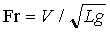 Fr = V / √Lg